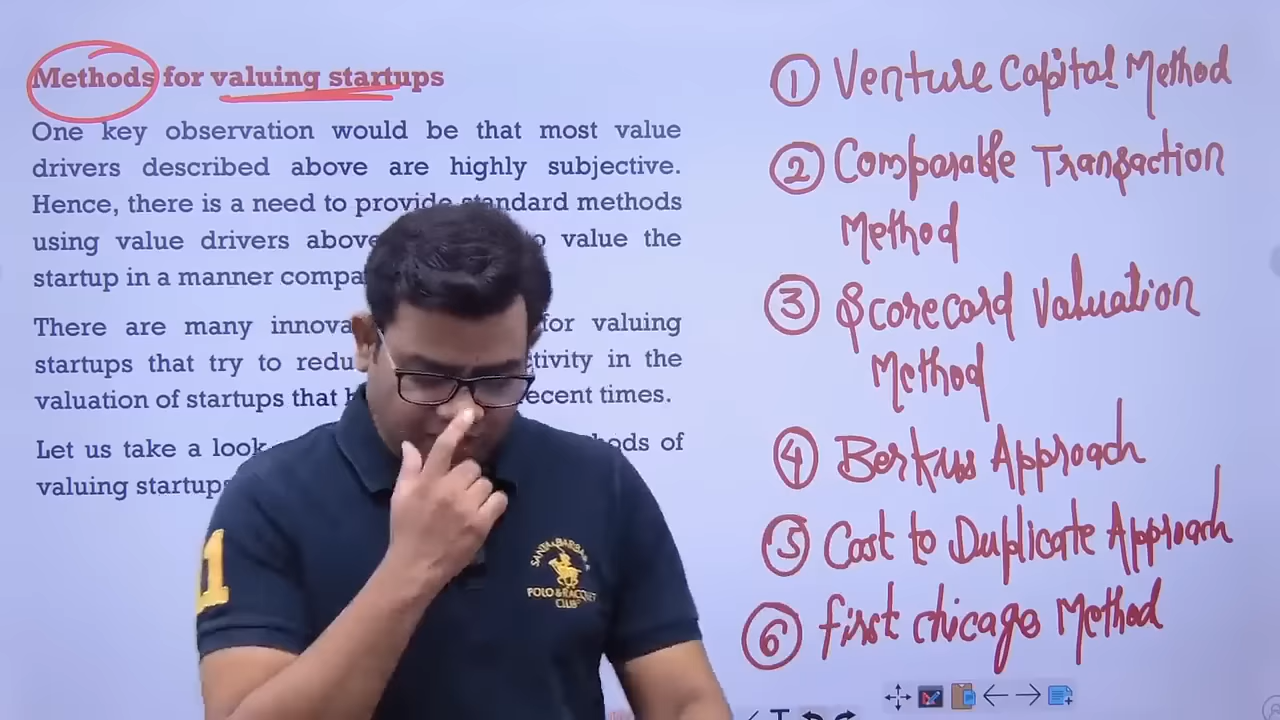 Methods for valuing startups
One key observation would be that most value
drivers described above are highly subjective.
Hence, there is a need to provide standard methods
using value drivers above value the
startup in a manner
There are many for valuing
startups that try to in the
valuation of startups that recent times.
Let us take a look of
valuing startups
① Venture Capital Method
② Comparable Transaction
Method
③ Scorecard Valuation
Method
④ Berkus Approach
⑤ Cost to Duplicate Approach
⑥ first chicago Method
1
SANTA BARBARA
POLO & RACQUET
CLUB